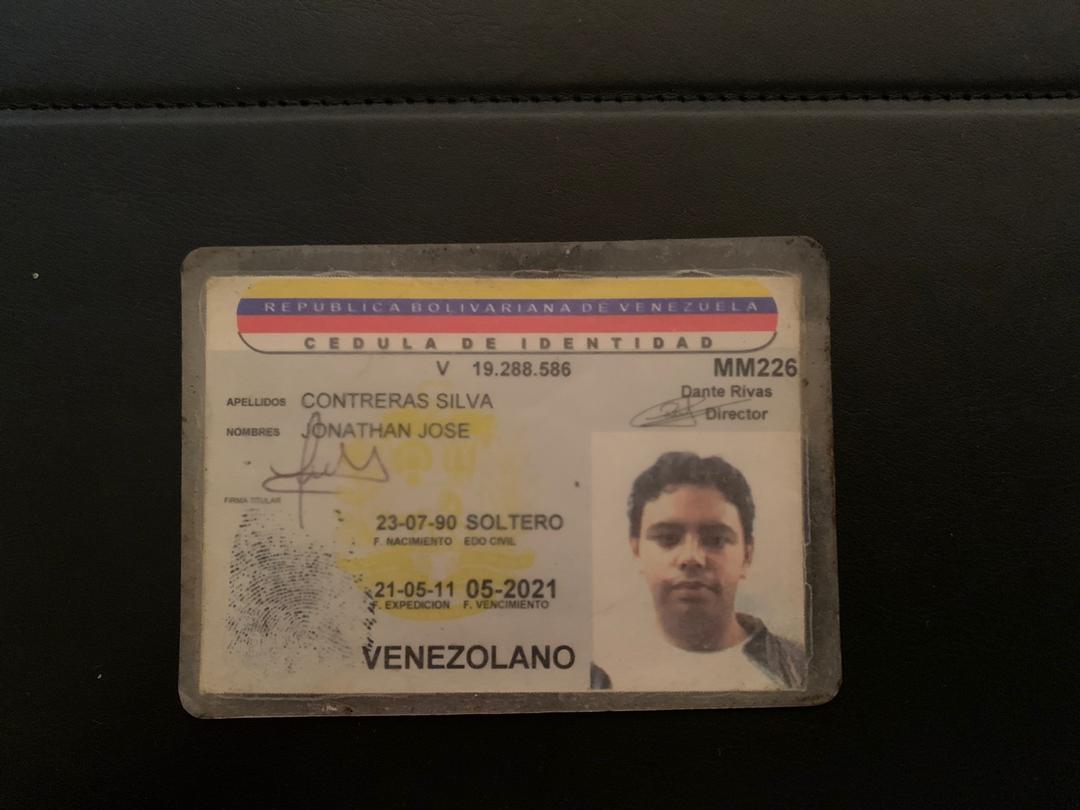 REPUBLICA BOLIVARIANA DE VENEZUELA
CEDULA DE IDENTIDAD
V 19.288.586 MM226
Dante Rivas
Director
APELLIDOS CONTRERAS SILVA
NOMBRES JONATHAN JOSE
FIRMA TITULAR
23-07-90 SOLTERO
F. NACIMIENTO EDO CIVIL
21-05-11 05-2021
F. EXPEDICION F. VENCIMIENTO
VENEZOLANO